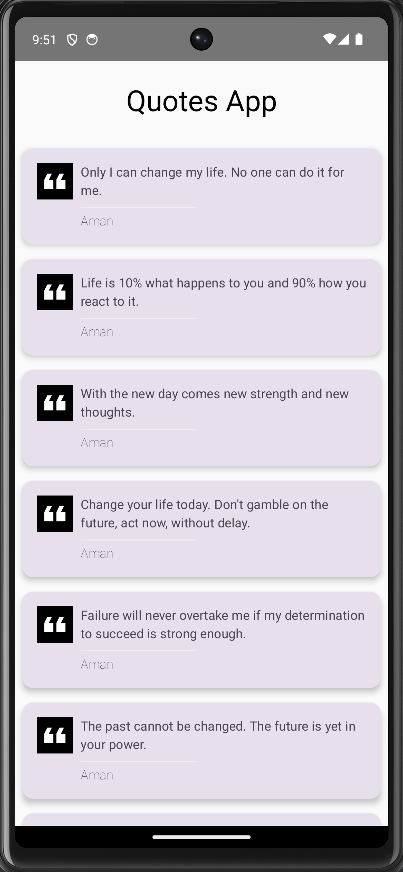 9:51
Quotes App
Only I can change my life. No one can do it for
me.
Aman
Life is 10% what happens to you and 90% how you
react to it.
Aman
With the new day comes new strength and new
thoughts.
Aman
Change your life today. Don't gamble on the
future, act now, without delay.
Aman
Failure will never overtake me if my determination
to succeed is strong enough.
Aman
The past cannot be changed. The future is yet in
your power.
Aman